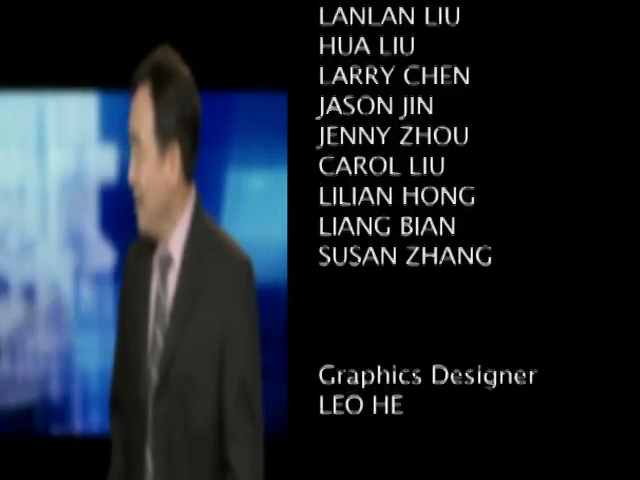 LANLAN LIU
HUA LIU
LARRY CHEN
JASON JIN
JENNY ZHOU
CAROL LIU
LILIAN HONG
LIANG BIAN
SUSAN ZHANG
Graphics Designer
LEO HE